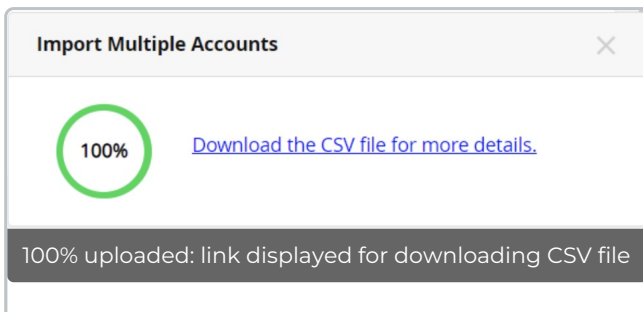 Import Multiple Accounts
100%
Download the CSV file for more details.
100% uploaded: link displayed for downloading CSV file